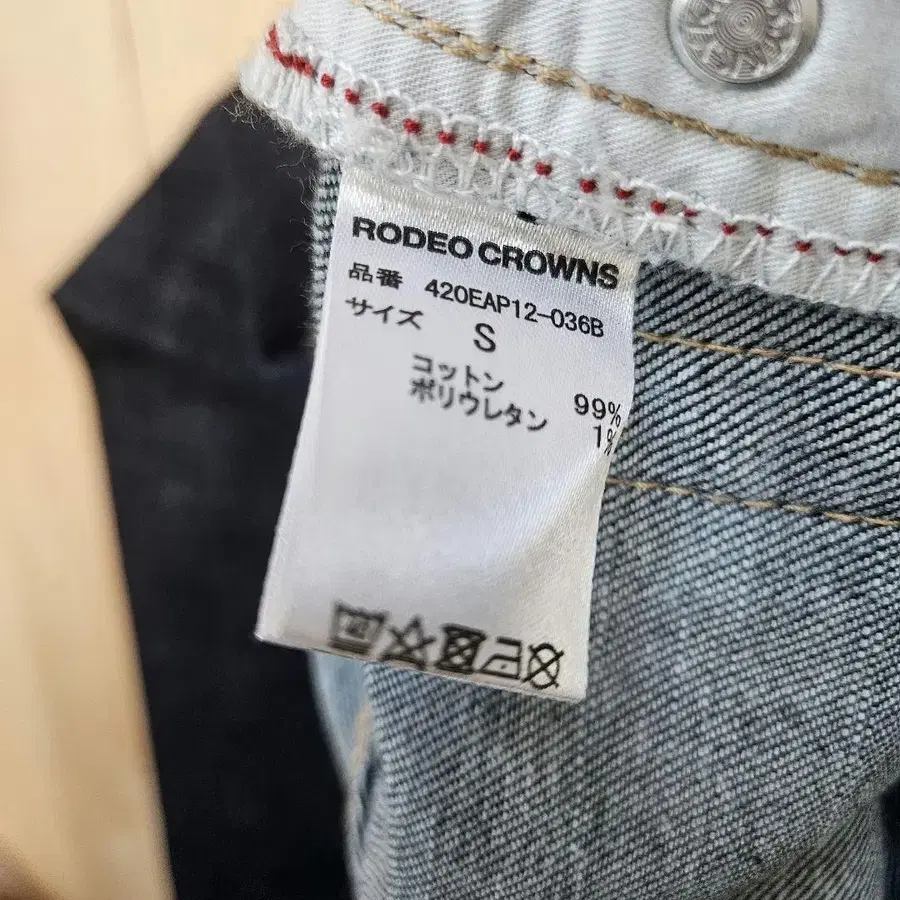 RODEO CROWNS
品番 420EAP12-036B
サイズ S
コットン 99%
ポリウレタン 1%